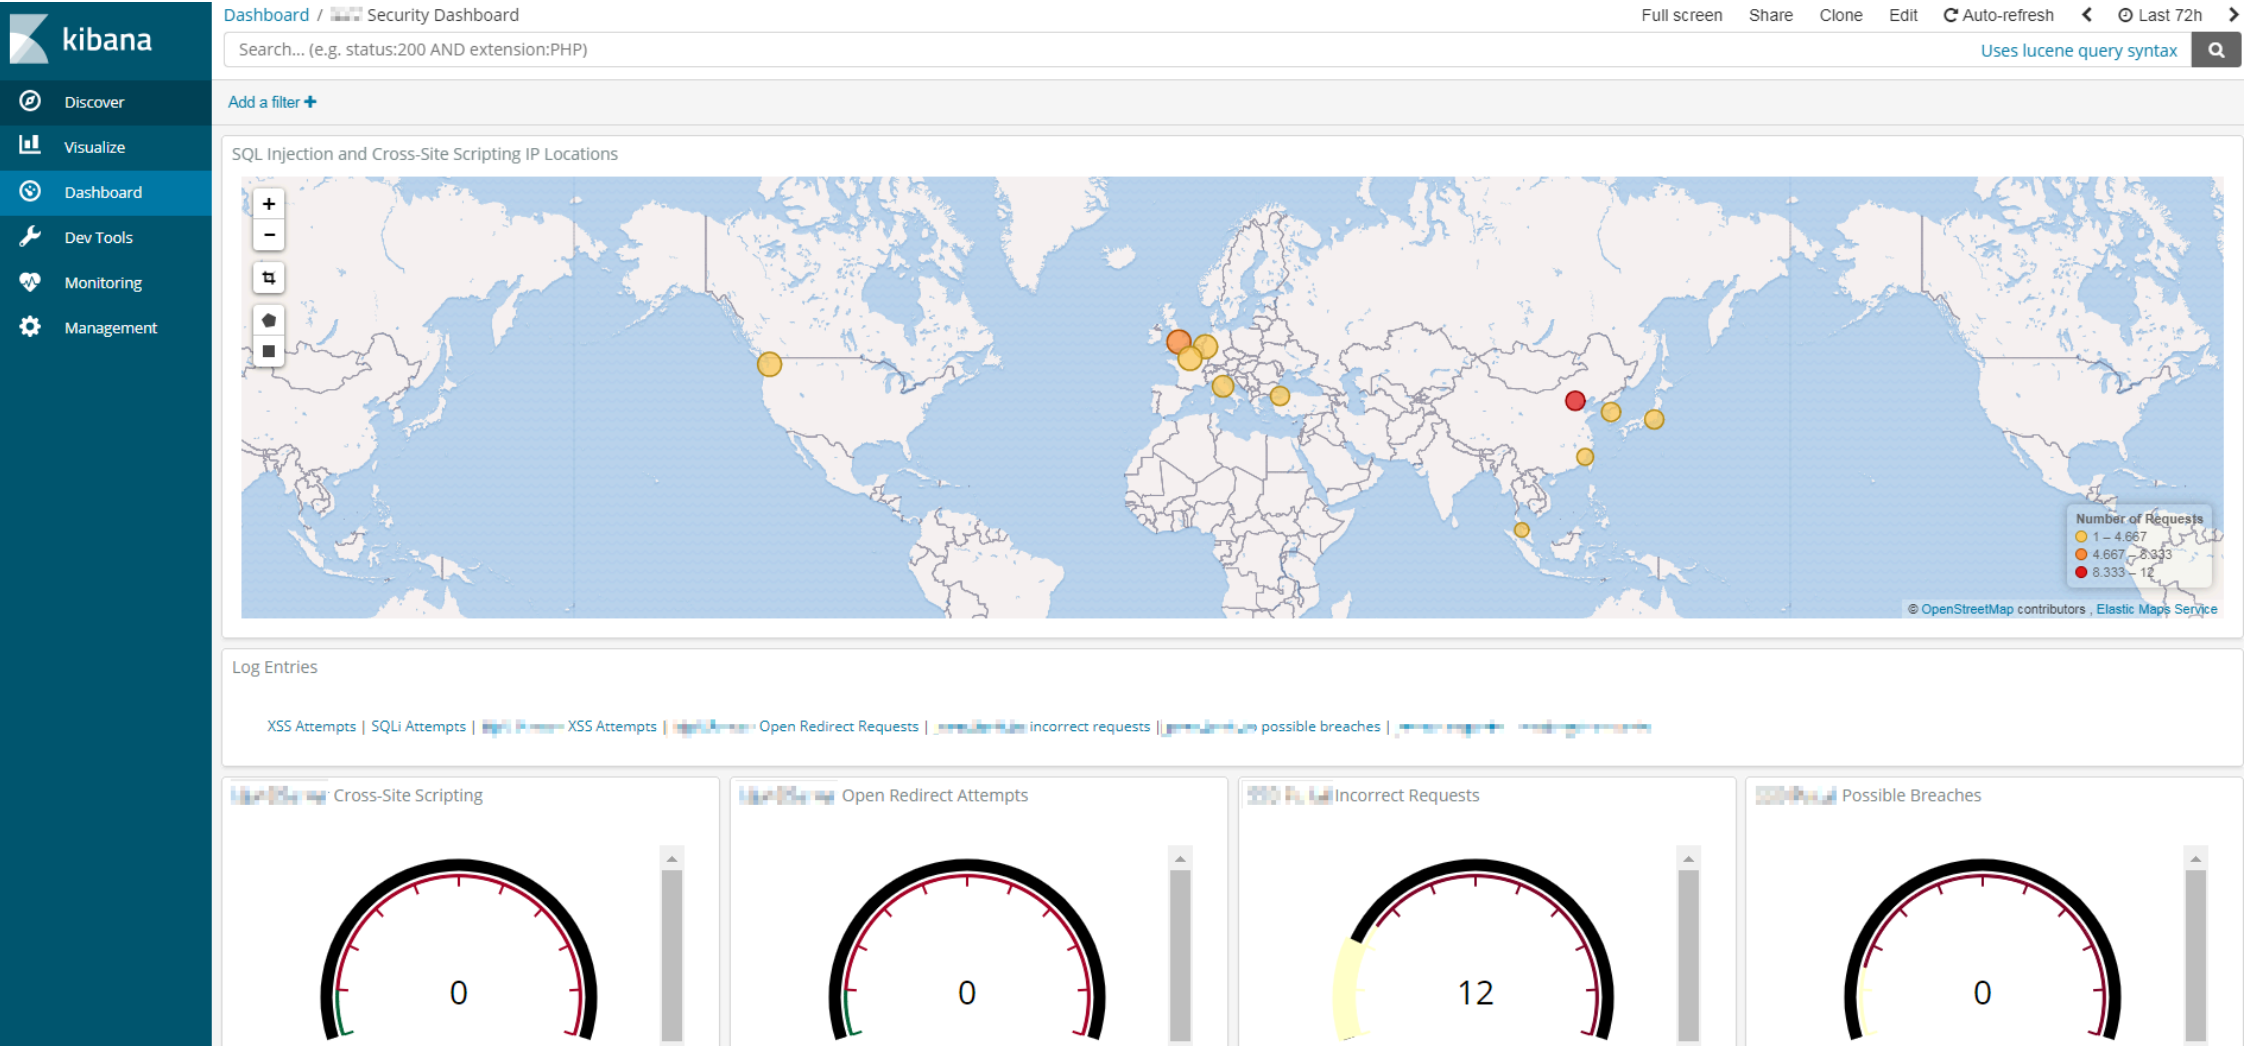 kibana
Discover
Visualize
Dashboard
Dev Tools
Monitoring
Management
Dashboard / Security Dashboard
Full screen Share Clone Edit Auto-refresh Last 72h
Search... (e.g. status:200 AND extension:PHP)
Uses lucene query syntax
Add a filter +
SQL Injection and Cross-Site Scripting IP Locations
+
−
Number of Requests
1 – 4.667
4.667 – 8.333
8.333 – 12
© OpenStreetMap contributors , Elastic Maps Service
Log Entries
XSS Attempts | SQLi Attempts | XSS Attempts | Open Redirect Requests | incorrect requests | possible breaches |
Cross-Site Scripting
0
Open Redirect Attempts
0
Incorrect Requests
12
Possible Breaches
0